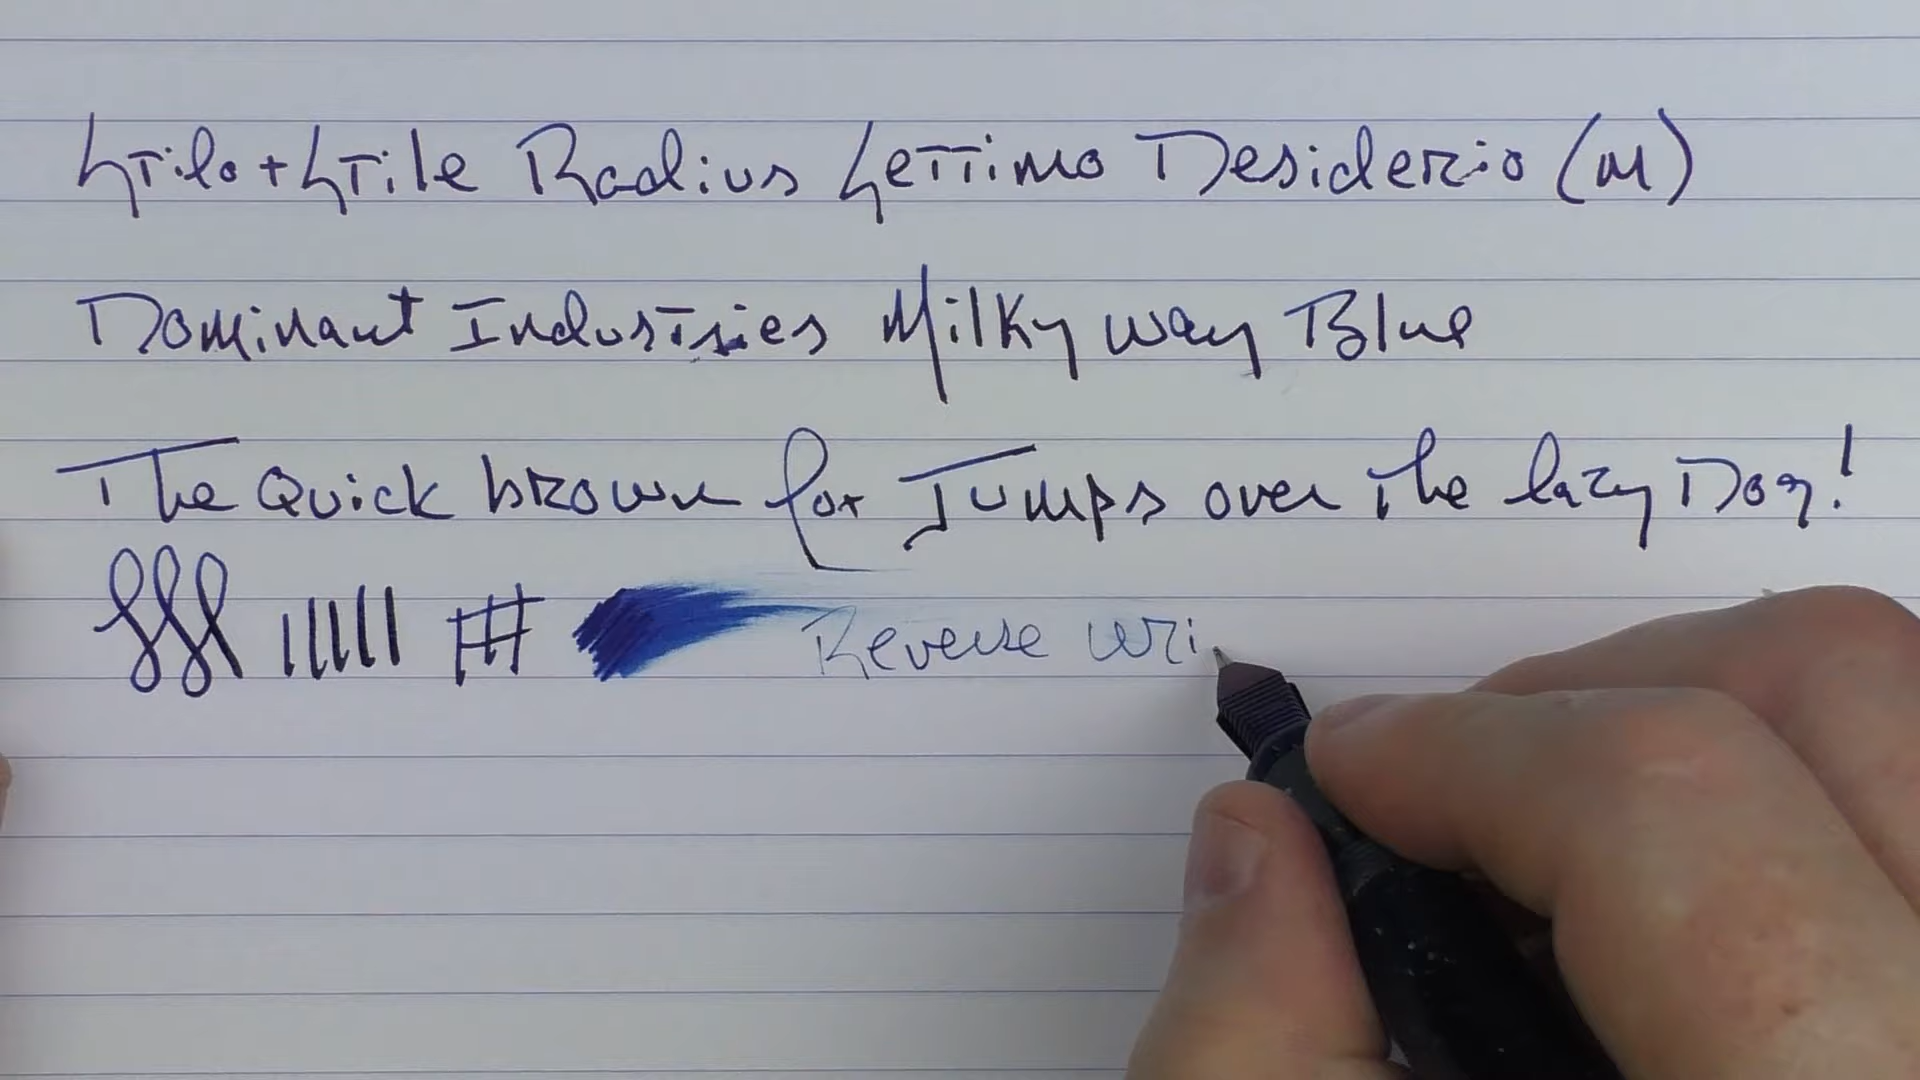 Stilo + Stile Radius Settimo Desiderio (M)
Dominant Industries Milky Way Blue
The Quick brown fox Jumps over the lazy Dog!
Reverse wri